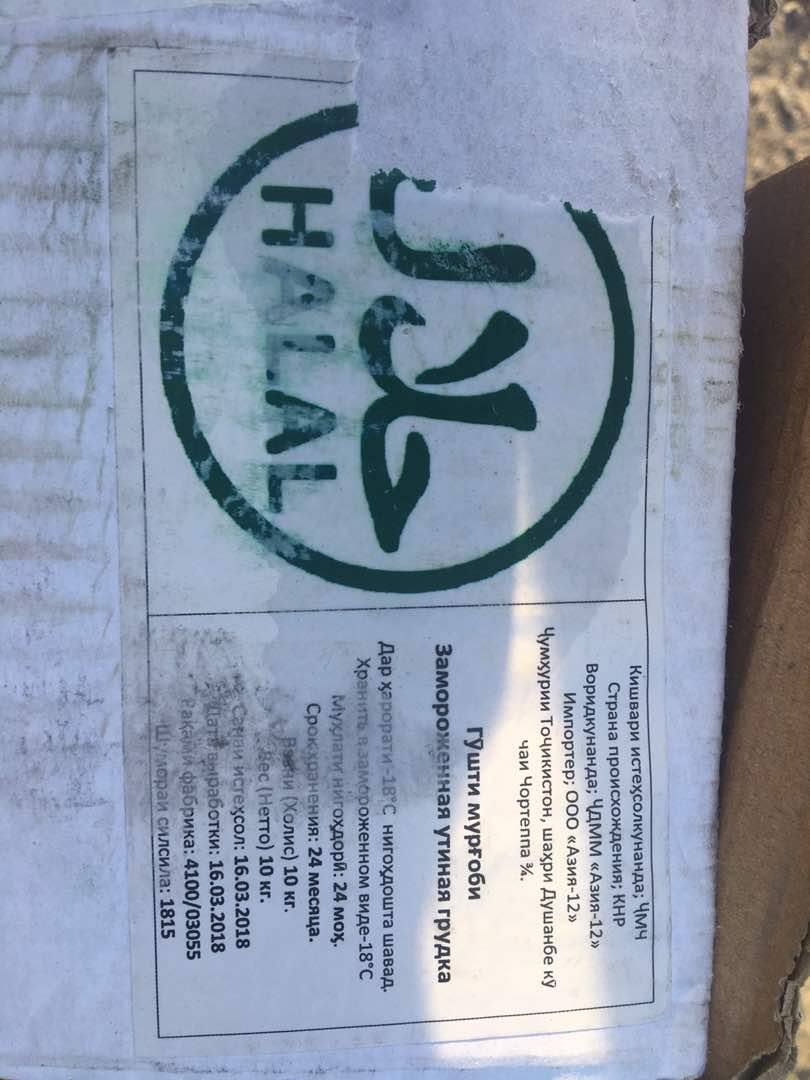 حلال
HALAL
Кишвари истеҳсолкунанда; ҶМЧ
Страна происхождения; КНР
Воридкунанда; ҶДММ «Азия-12»
Импортер; ООО «Азия-12»
Ҷумҳурии Тоҷикистон, шаҳри Душанбе кӯ
чаи Чортеппа ¾.
гӯшти мурғоби
Замороженная утиная грудка
Дар ҳарорати -18°C нигоҳдошта шавад.
Хранить в замороженном виде-18°C
Муҳлати нигоҳдорӣ: 24 моҳ.
Срок хранения: 24 месяца.
Вазни (Холис) 10 кг.
Вес (Нетто) 10 кг.
Санаи истеҳсол: 16.03.2018
Дата выработки: 16.03.2018
Рақами фабрика: 4100/03055
Шумораи силсила: 1815